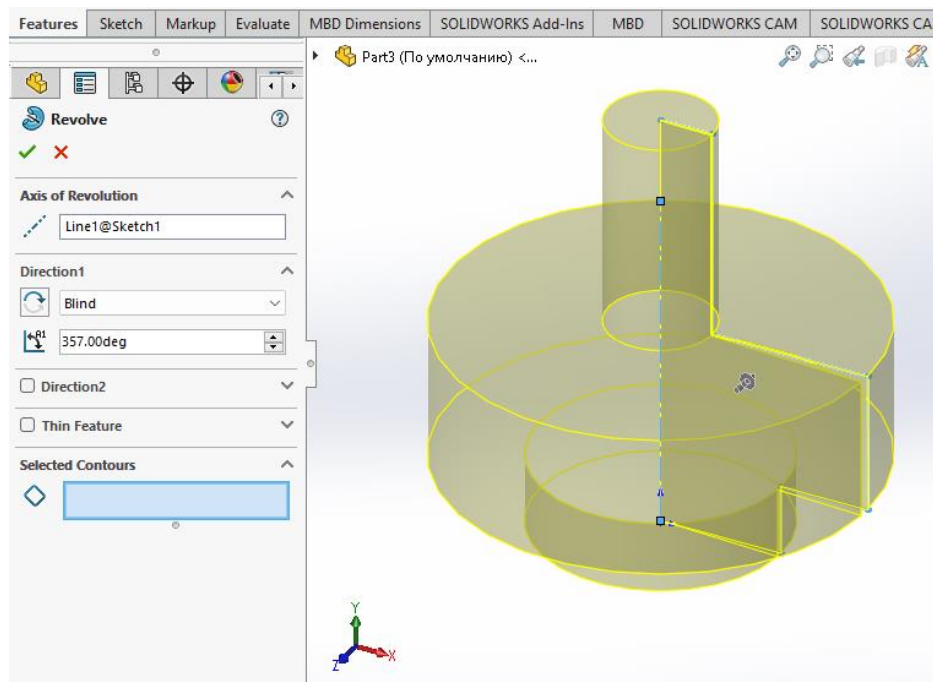 Features Sketch Markup Evaluate MBD Dimensions SOLIDWORKS Add-Ins MBD SOLIDWORKS CAM SOLIDWORKS CA
Part3 (По умолчанию) <...
Revolve
Axis of Revolution
Line1@Sketch1
Direction1
Blind
A1
357.00deg
Direction2
Thin Feature
Selected Contours
Y
X
Z